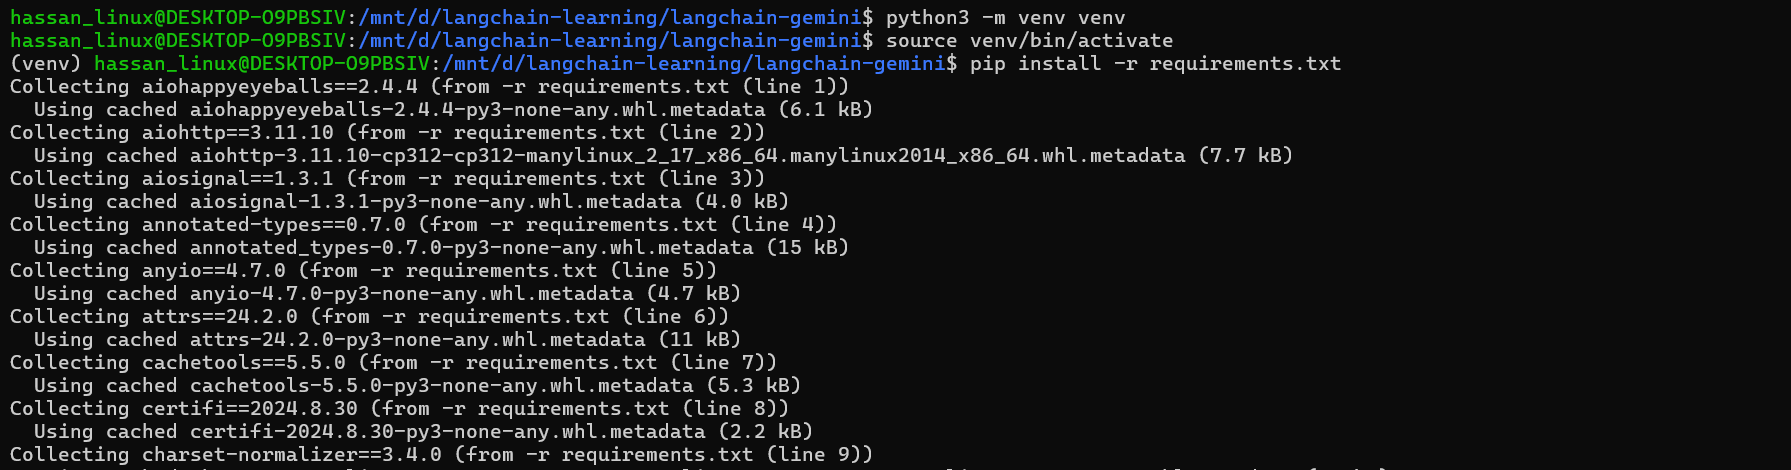 hassan_linux@DESKTOP-O9PBSIV:/mnt/d/langchain-learning/langchain-gemini$ python3 -m venv venv
hassan_linux@DESKTOP-O9PBSIV:/mnt/d/langchain-learning/langchain-gemini$ source venv/bin/activate
(venv) hassan_linux@DESKTOP-O9PBSIV:/mnt/d/langchain-learning/langchain-gemini$ pip install -r requirements.txt
Collecting aiohappyeyeballs==2.4.4 (from -r requirements.txt (line 1))
  Using cached aiohappyeyeballs-2.4.4-py3-none-any.whl.metadata (6.1 kB)
Collecting aiohttp==3.11.10 (from -r requirements.txt (line 2))
  Using cached aiohttp-3.11.10-cp312-cp312-manylinux_2_17_x86_64.manylinux2014_x86_64.whl.metadata (7.7 kB)
Collecting aiosignal==1.3.1 (from -r requirements.txt (line 3))
  Using cached aiosignal-1.3.1-py3-none-any.whl.metadata (4.0 kB)
Collecting annotated-types==0.7.0 (from -r requirements.txt (line 4))
  Using cached annotated_types-0.7.0-py3-none-any.whl.metadata (15 kB)
Collecting anyio==4.7.0 (from -r requirements.txt (line 5))
  Using cached anyio-4.7.0-py3-none-any.whl.metadata (4.7 kB)
Collecting attrs==24.2.0 (from -r requirements.txt (line 6))
  Using cached attrs-24.2.0-py3-none-any.whl.metadata (11 kB)
Collecting cachetools==5.5.0 (from -r requirements.txt (line 7))
  Using cached cachetools-5.5.0-py3-none-any.whl.metadata (5.3 kB)
Collecting certifi==2024.8.30 (from -r requirements.txt (line 8))
  Using cached certifi-2024.8.30-py3-none-any.whl.metadata (2.2 kB)
Collecting charset-normalizer==3.4.0 (from -r requirements.txt (line 9))